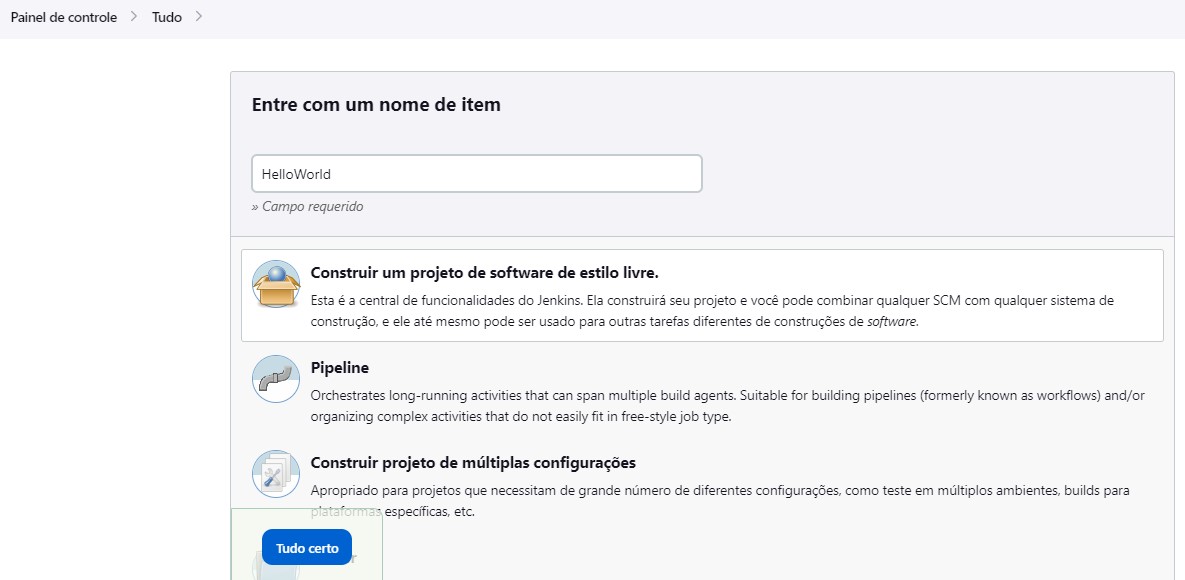 Painel de controle > Tudo >
Entre com um nome de item
HelloWorld
» Campo requerido
Construir um projeto de software de estilo livre.
Esta é a central de funcionalidades do Jenkins. Ela construirá seu projeto e você pode combinar qualquer SCM com qualquer sistema de
construção, e ele até mesmo pode ser usado para outras tarefas diferentes de construções de software.
Pipeline
Orchestrates long-running activities that can span multiple build agents. Suitable for building pipelines (formerly known as workflows) and/or
organizing complex activities that do not easily fit in free-style job type.
Construir projeto de múltiplas configurações
Apropriado para projetos que necessitam de grande número de diferentes configurações, como teste em múltiplos ambientes, builds para
plataformas específicas, etc.
Tudo certo